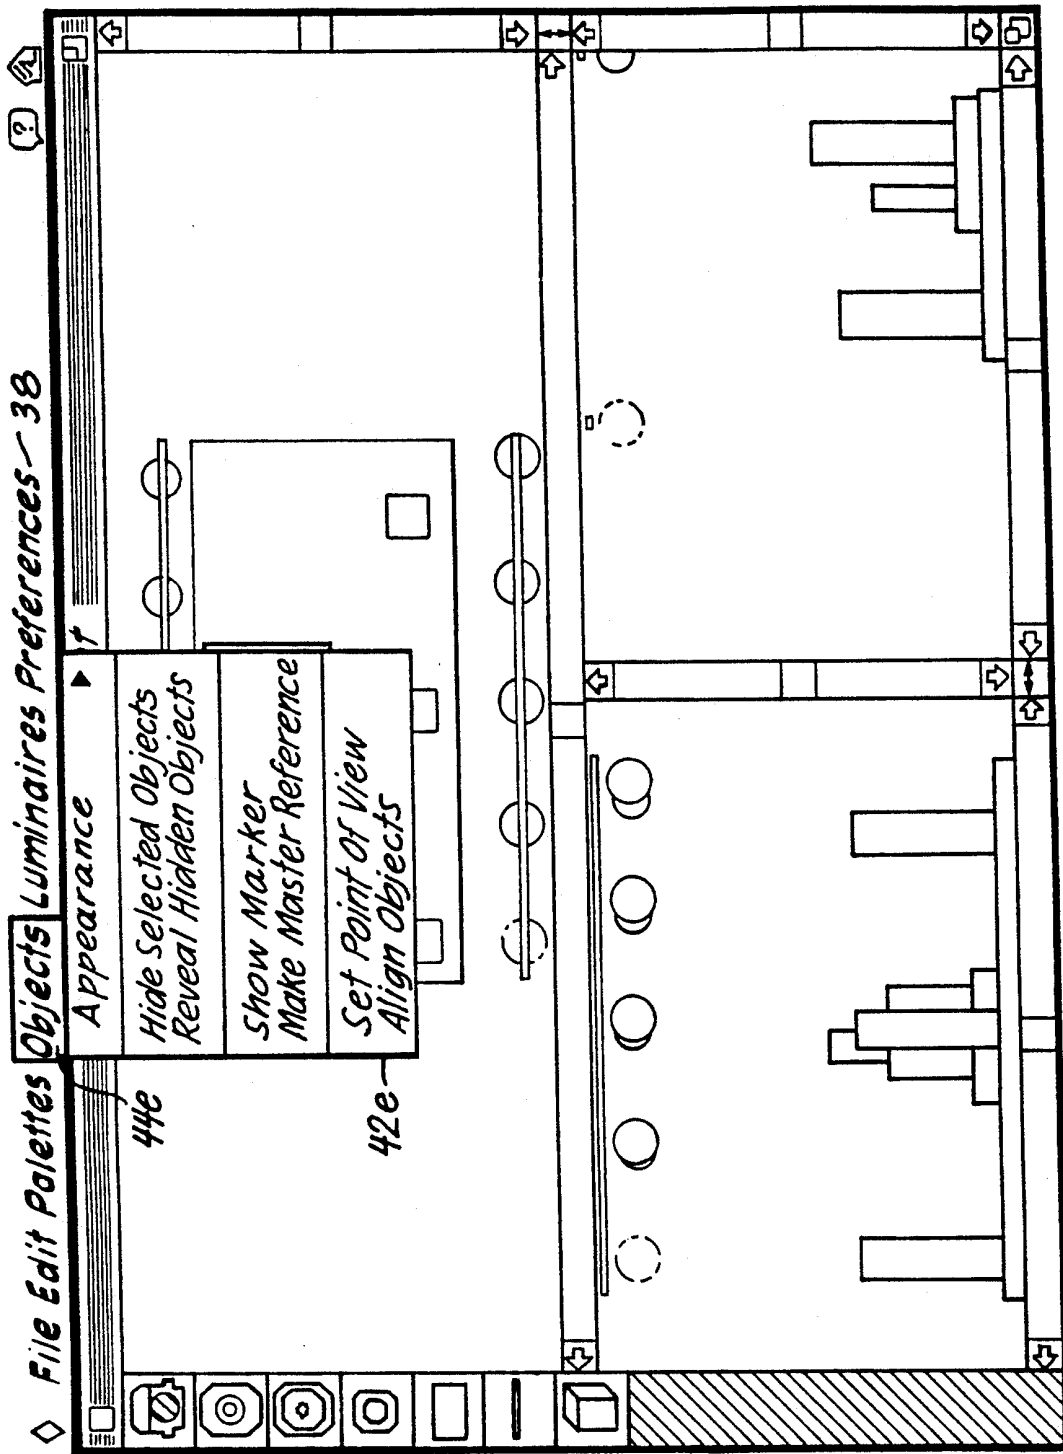 File Edit Palettes Objects Luminaires Preferences 38
?
Appearance ▶
Hide Selected Objects
Reveal Hidden Objects
Show Marker
Make Master Reference
Set Point Of View
Align Objects
44e
42e